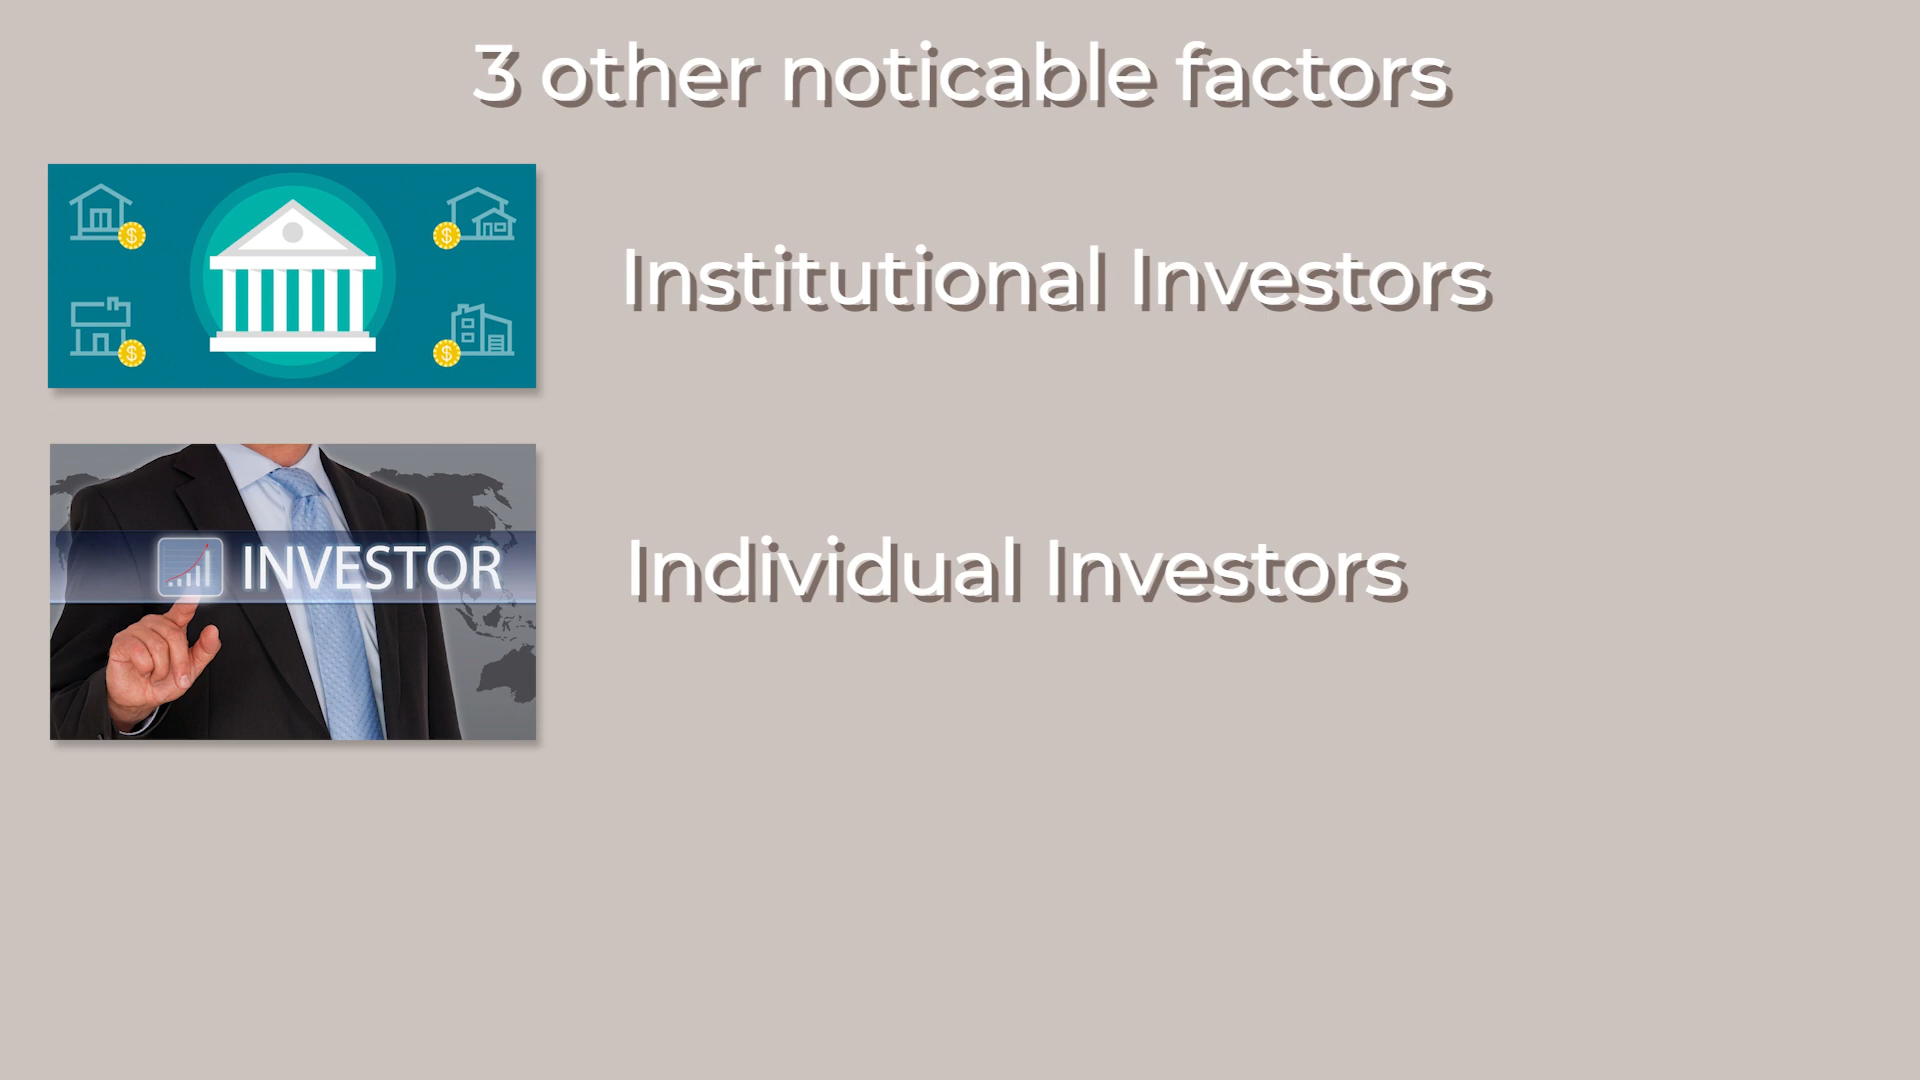 3 other noticable factors
$
$
Institutional Investors
$
$
INVESTOR
Individual Investors